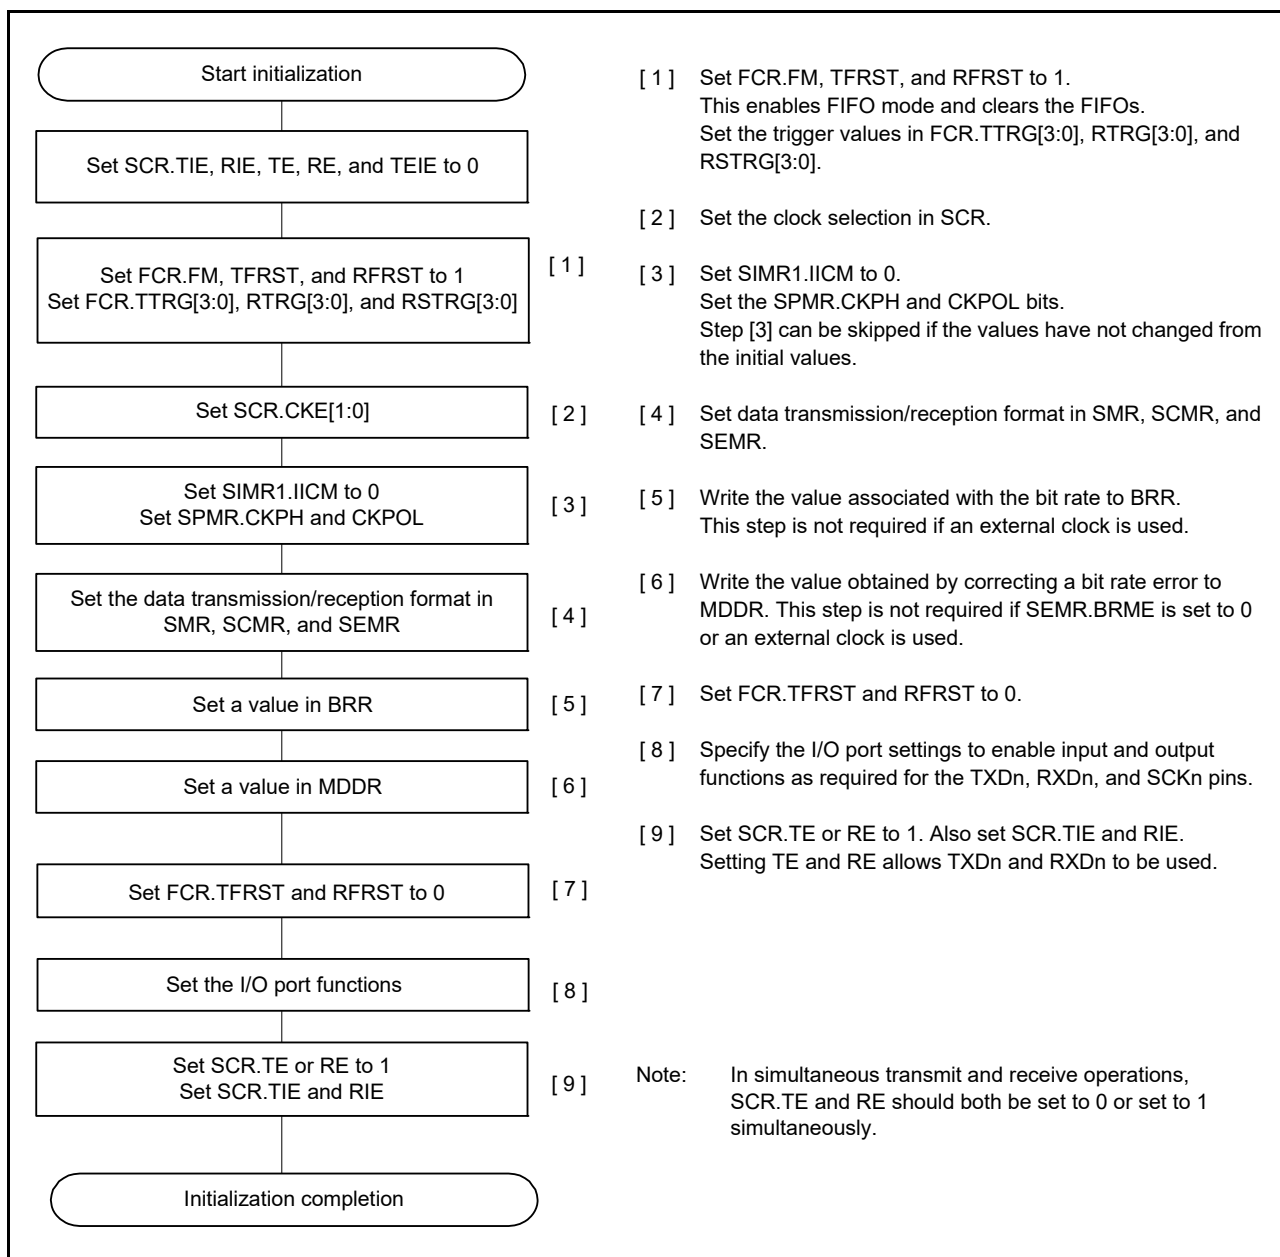 Start initialization
Set SCR.TIE, RIE, TE, RE, and TEIE to 0
Set FCR.FM, TFRST, and RFRST to 1
Set FCR.TTRG[3:0], RTRG[3:0], and RSTRG[3:0]
[ 1 ]
Set SCR.CKE[1:0]
[ 2 ]
Set SIMR1.IICM to 0
Set SPMR.CKPH and CKPOL
[ 3 ]
Set the data transmission/reception format in
SMR, SCMR, and SEMR
[ 4 ]
Set a value in BRR
[ 5 ]
Set a value in MDDR
[ 6 ]
Set FCR.TFRST and RFRST to 0
[ 7 ]
Set the I/O port functions
[ 8 ]
Set SCR.TE or RE to 1
Set SCR.TIE and RIE
[ 9 ]
Initialization completion
[ 1 ] Set FCR.FM, TFRST, and RFRST to 1.
This enables FIFO mode and clears the FIFOs.
Set the trigger values in FCR.TTRG[3:0], RTRG[3:0], and
RSTRG[3:0].
[ 2 ] Set the clock selection in SCR.
[ 3 ] Set SIMR1.IICM to 0.
Set the SPMR.CKPH and CKPOL bits.
Step [3] can be skipped if the values have not changed from
the initial values.
[ 4 ] Set data transmission/reception format in SMR, SCMR, and
SEMR.
[ 5 ] Write the value associated with the bit rate to BRR.
This step is not required if an external clock is used.
[ 6 ] Write the value obtained by correcting a bit rate error to
MDDR. This step is not required if SEMR.BRME is set to 0
or an external clock is used.
[ 7 ] Set FCR.TFRST and RFRST to 0.
[ 8 ] Specify the I/O port settings to enable input and output
functions as required for the TXDn, RXDn, and SCKn pins.
[ 9 ] Set SCR.TE or RE to 1. Also set SCR.TIE and RIE.
Setting TE and RE allows TXDn and RXDn to be used.
Note: In simultaneous transmit and receive operations,
SCR.TE and RE should both be set to 0 or set to 1
simultaneously.